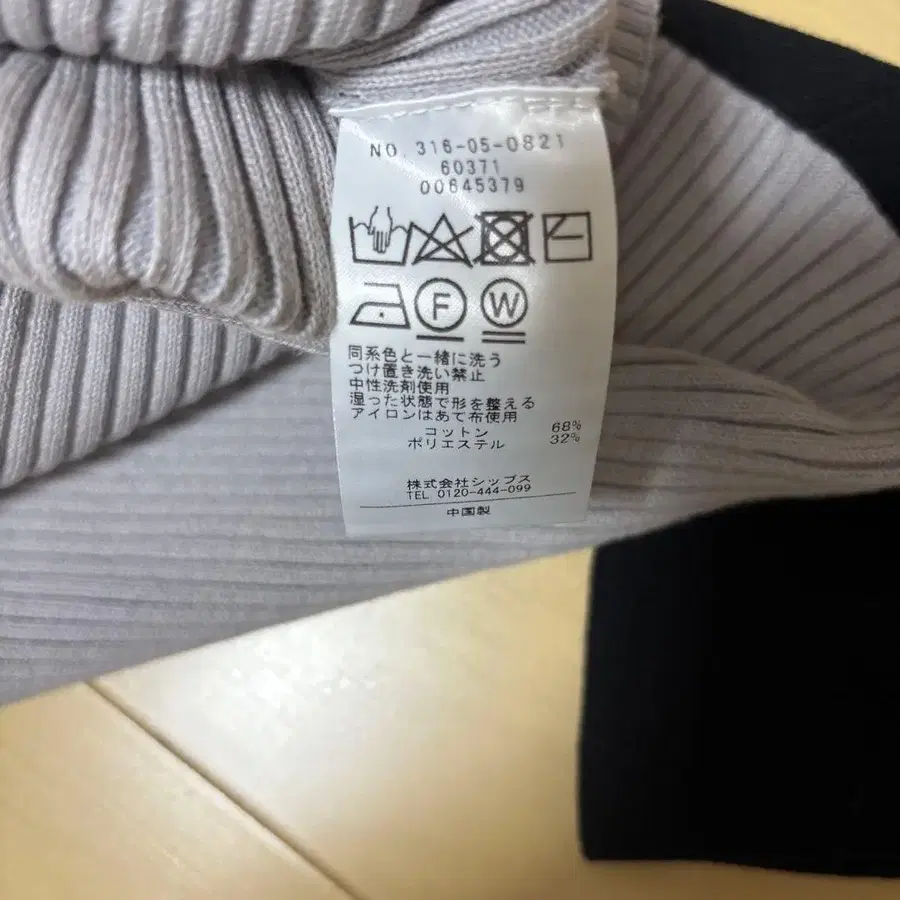 NO. 316-05-0821
60371
00645379
F W
同系色と一緒に洗う
つけ置き洗い禁止
中性洗剤使用
湿った状態で形を整える
アイロンはあて布使用
コットン 68%
ポリエステル 32%
株式会社シップス
TEL 0120-444-099
中国製